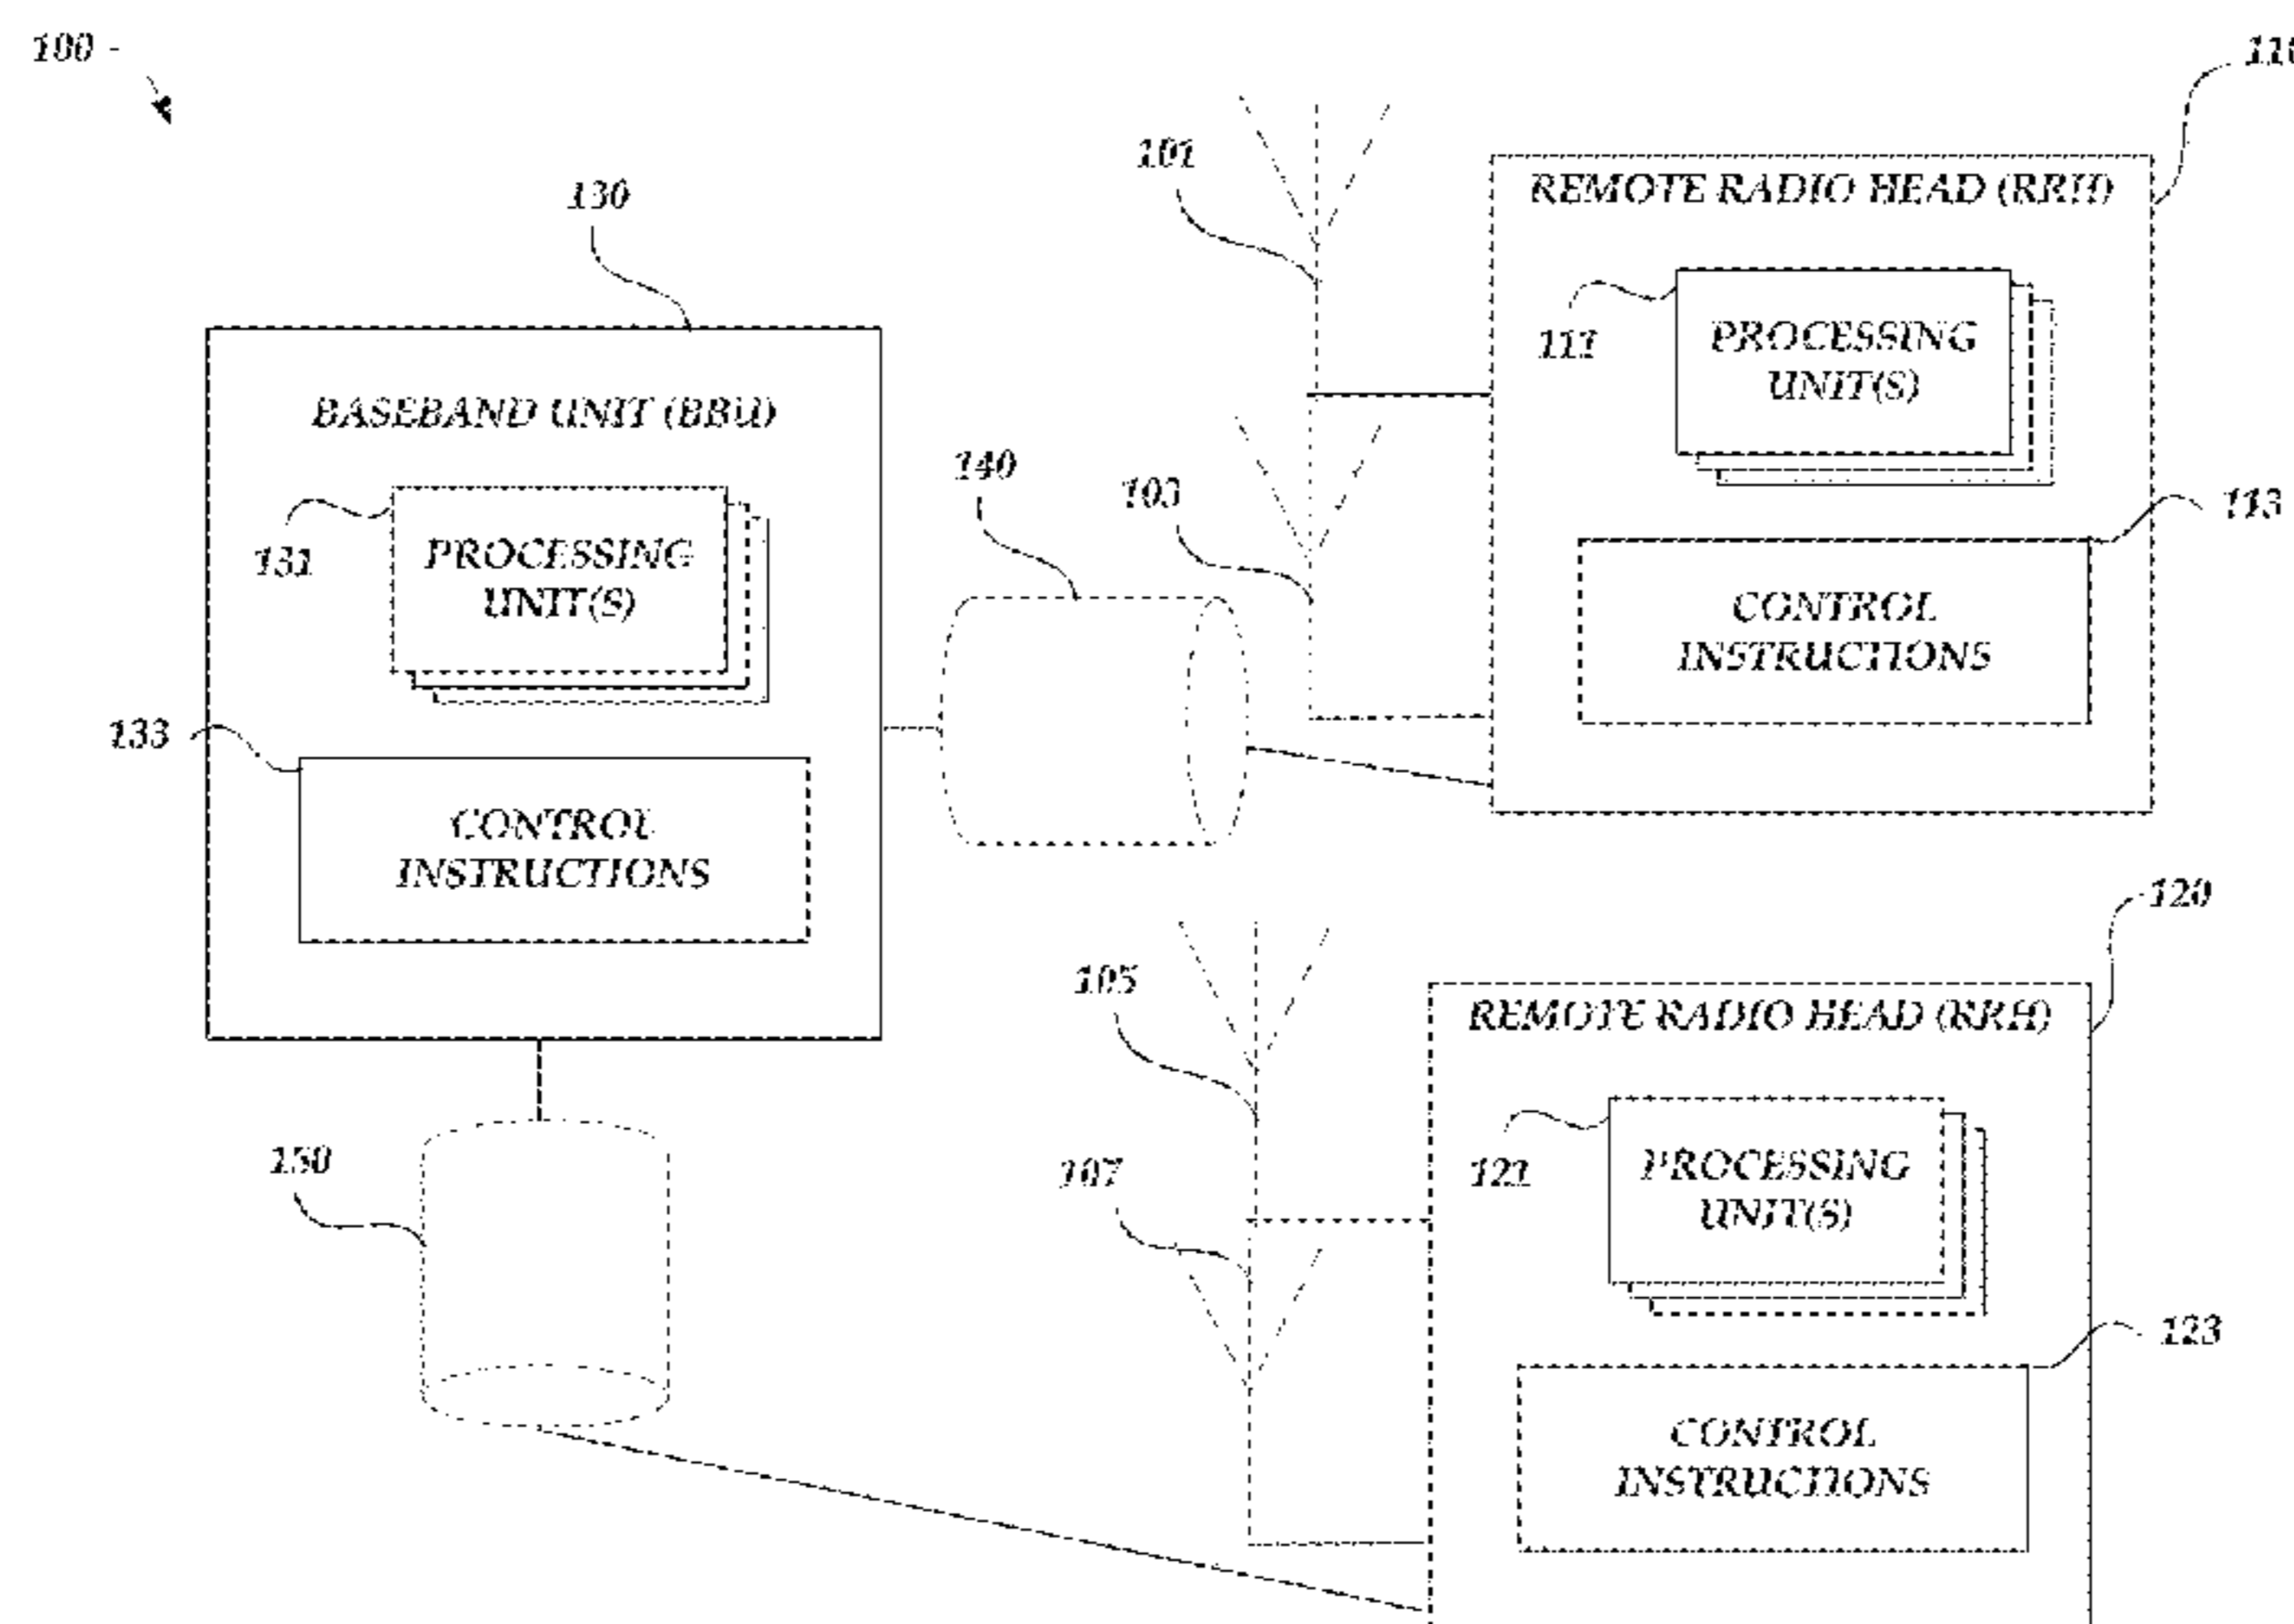 100
110
101
REMOTE RADIO HEAD (RRH)
130
111
PROCESSING
UNIT(S)
BASEBAND UNIT (BBU)
140
103
113
131
PROCESSING
UNIT(S)
CONTROL
INSTRUCTIONS
133
CONTROL
INSTRUCTIONS
120
105
REMOTE RADIO HEAD (RRH)
150
107
121
PROCESSING
UNIT(S)
123
CONTROL
INSTRUCTIONS